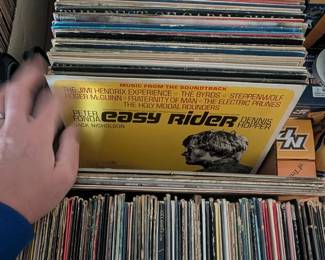 MUSIC FROM THE SOUNDTRACK
THE JIMI HENDRIX EXPERIENCE • THE BYRDS • STEPPENWOLF
ROGER McGUINN • FRATERNITY OF MAN • THE ELECTRIC PRUNES
THE HOLY MODAL ROUNDERS
PETER
FONDA
easy rider
DENNIS
HOPPER
JACK NICHOLSON